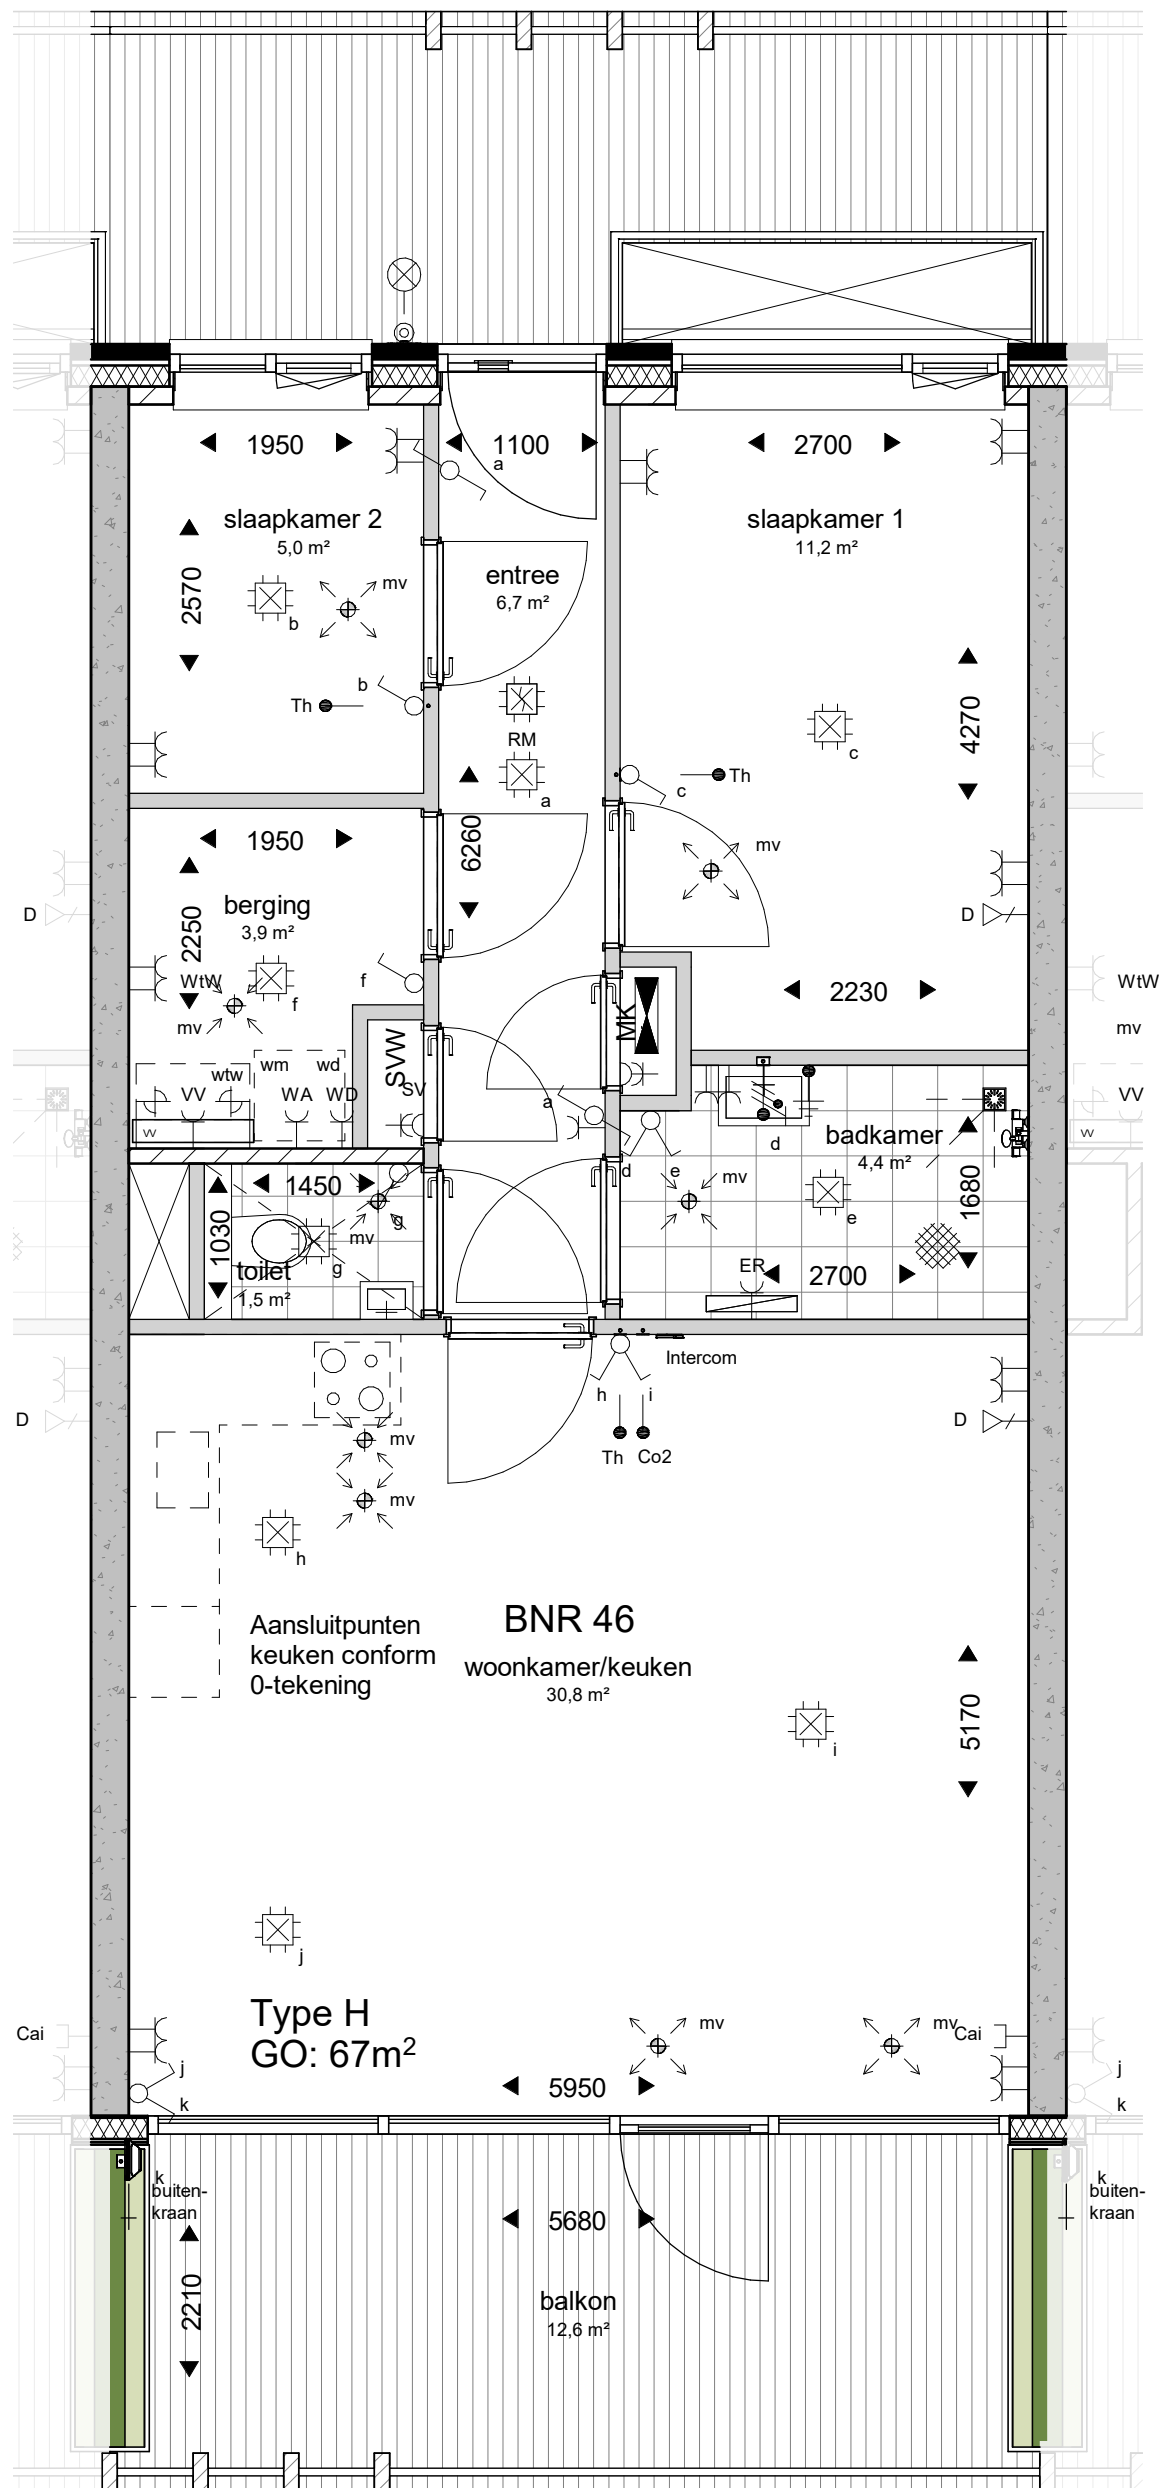 1950
1100
2700
a
slaapkamer 2
5,0 m²
slaapkamer 1
11,2 m²
2570
mv
b
entree
6,7 m²
Th
b
RM
a
4270
c
c
Th
6260
mv
1950
berging
3,9 m²
2250
D
D
WtW
f
f
mv
2230
WtW
mv
MK
SVW
wtw
wm
wd
VV
WA
WD
SV
VV
vv
vv
a
d
e
d
badkamer
4,4 m²
1680
mv
e
1450
1030
g
mv
g
toilet
1,5 m²
ER
2700
Intercom
h
i
Th
Co2
D
D
mv
mv
h
Aansluitpunten
keuken conform
0-tekening
BNR 46
woonkamer/keuken
30,8 m²
5170
i
j
Type H
GO: 67m²
Cai
mv
mv
Cai
j
k
j
k
5950
k
buiten-
kraan
k
buiten-
kraan
5680
2210
balkon
12,6 m²